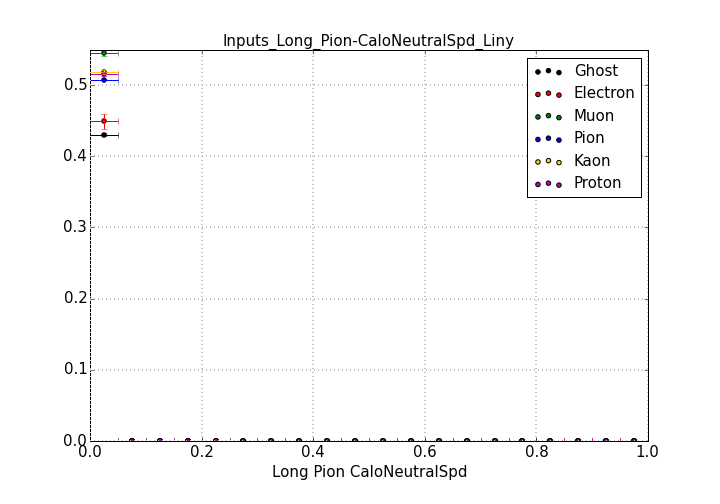 Inputs_Long_Pion-CaloNeutralSpd_Liny
0.5
0.4
0.3
0.2
0.1
0.0
0.0 0.2 0.4 0.6 0.8 1.0
Long Pion CaloNeutralSpd
Ghost
Electron
Muon
Pion
Kaon
Proton